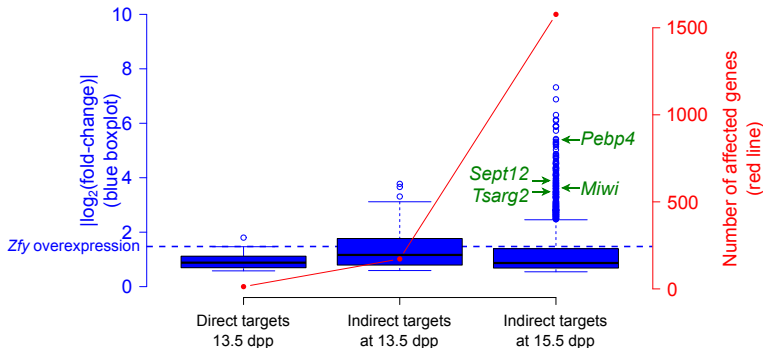 10
8
6
4
2
0
|log2(fold-change)|
(blue boxplot)
Zfy overexpression
Pebp4
Sept12
Tsarg2
Miwi
1500
1000
500
0
Number of affected genes
(red line)
Direct targets
13.5 dpp
Indirect targets
at 13.5 dpp
Indirect targets
at 15.5 dpp